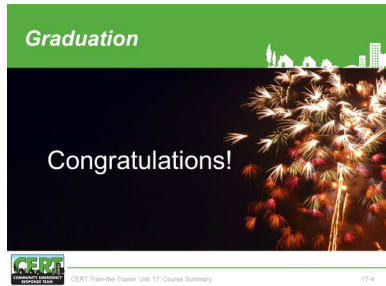 Graduation
Congratulations!
CERT
COMMUNITY EMERGENCY
RESPONSE TEAM
CERT Train-the-Trainer Unit 17: Course Summary
17-4